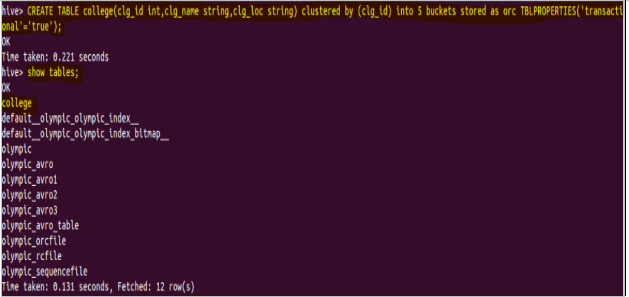 hive> CREATE TABLE college(clg_id int,clg_name string,clg_loc string) clustered by (clg_id) into 5 buckets stored as orc TBLPROPERTIES('transacti
onal'='true');
OK
Time taken: 0.221 seconds
hive> show tables;
OK
college
default__olympic_olympic_index__
default__olympic_olympic_index_bitmap__
olympic
olympic_avro
olympic_avro1
olympic_avro2
olympic_avro3
olympic_avro_table
olympic_orcfile
olympic_rcfile
olympic_sequencefile
Time taken: 0.131 seconds, Fetched: 12 row(s)